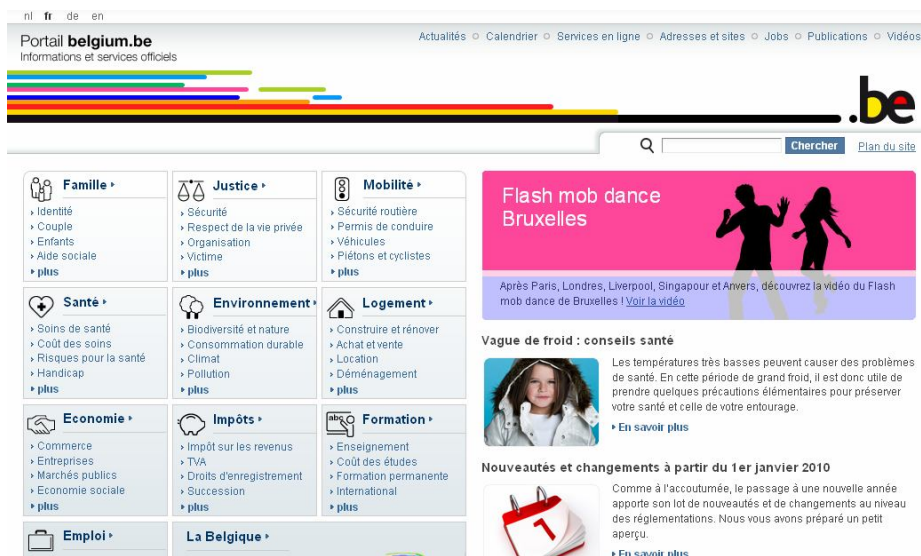 nl fr de en
Portail belgium.be
Informations et services officiels
Actualités Calendrier Services en ligne Adresses et sites Jobs Publications Vidéos
.be
Chercher
Plan du site
Famille
Identité
Couple
Enfants
Aide sociale
plus
Justice
Sécurité
Respect de la vie privée
Organisation
Victime
plus
Mobilité
Sécurité routière
Permis de conduire
Véhicules
Piétons et cyclistes
plus
Santé
Soins de santé
Coût des soins
Risques pour la santé
Handicap
plus
Environnement
Biodiversité et nature
Consommation durable
Climat
Pollution
plus
Logement
Construire et rénover
Achat et vente
Location
Déménagement
plus
Economie
Commerce
Entreprises
Marchés publics
Economie sociale
plus
Impôts
Impôt sur les revenus
TVA
Droits d'enregistrement
Succession
plus
abc
Formation
Enseignement
Coût des études
Formation permanente
International
plus
Emploi
La Belgique
Flash mob dance
Bruxelles
Après Paris, Londres, Liverpool, Singapour et Anvers, découvrez la vidéo du Flash
mob dance de Bruxelles ! Voir la vidéo
Vague de froid : conseils santé
Les températures très basses peuvent causer des problèmes
de santé. En cette période de grand froid, il est donc utile de
prendre quelques précautions élémentaires pour préserver
votre santé et celle de votre entourage.
En savoir plus
Nouveautés et changements à partir du 1er janvier 2010
1
Comme à l'accoutumée, le passage à une nouvelle année
apporte son lot de nouveautés et de changements au niveau
des réglementations. Nous vous avons préparé un petit
aperçu.
En savoir plus